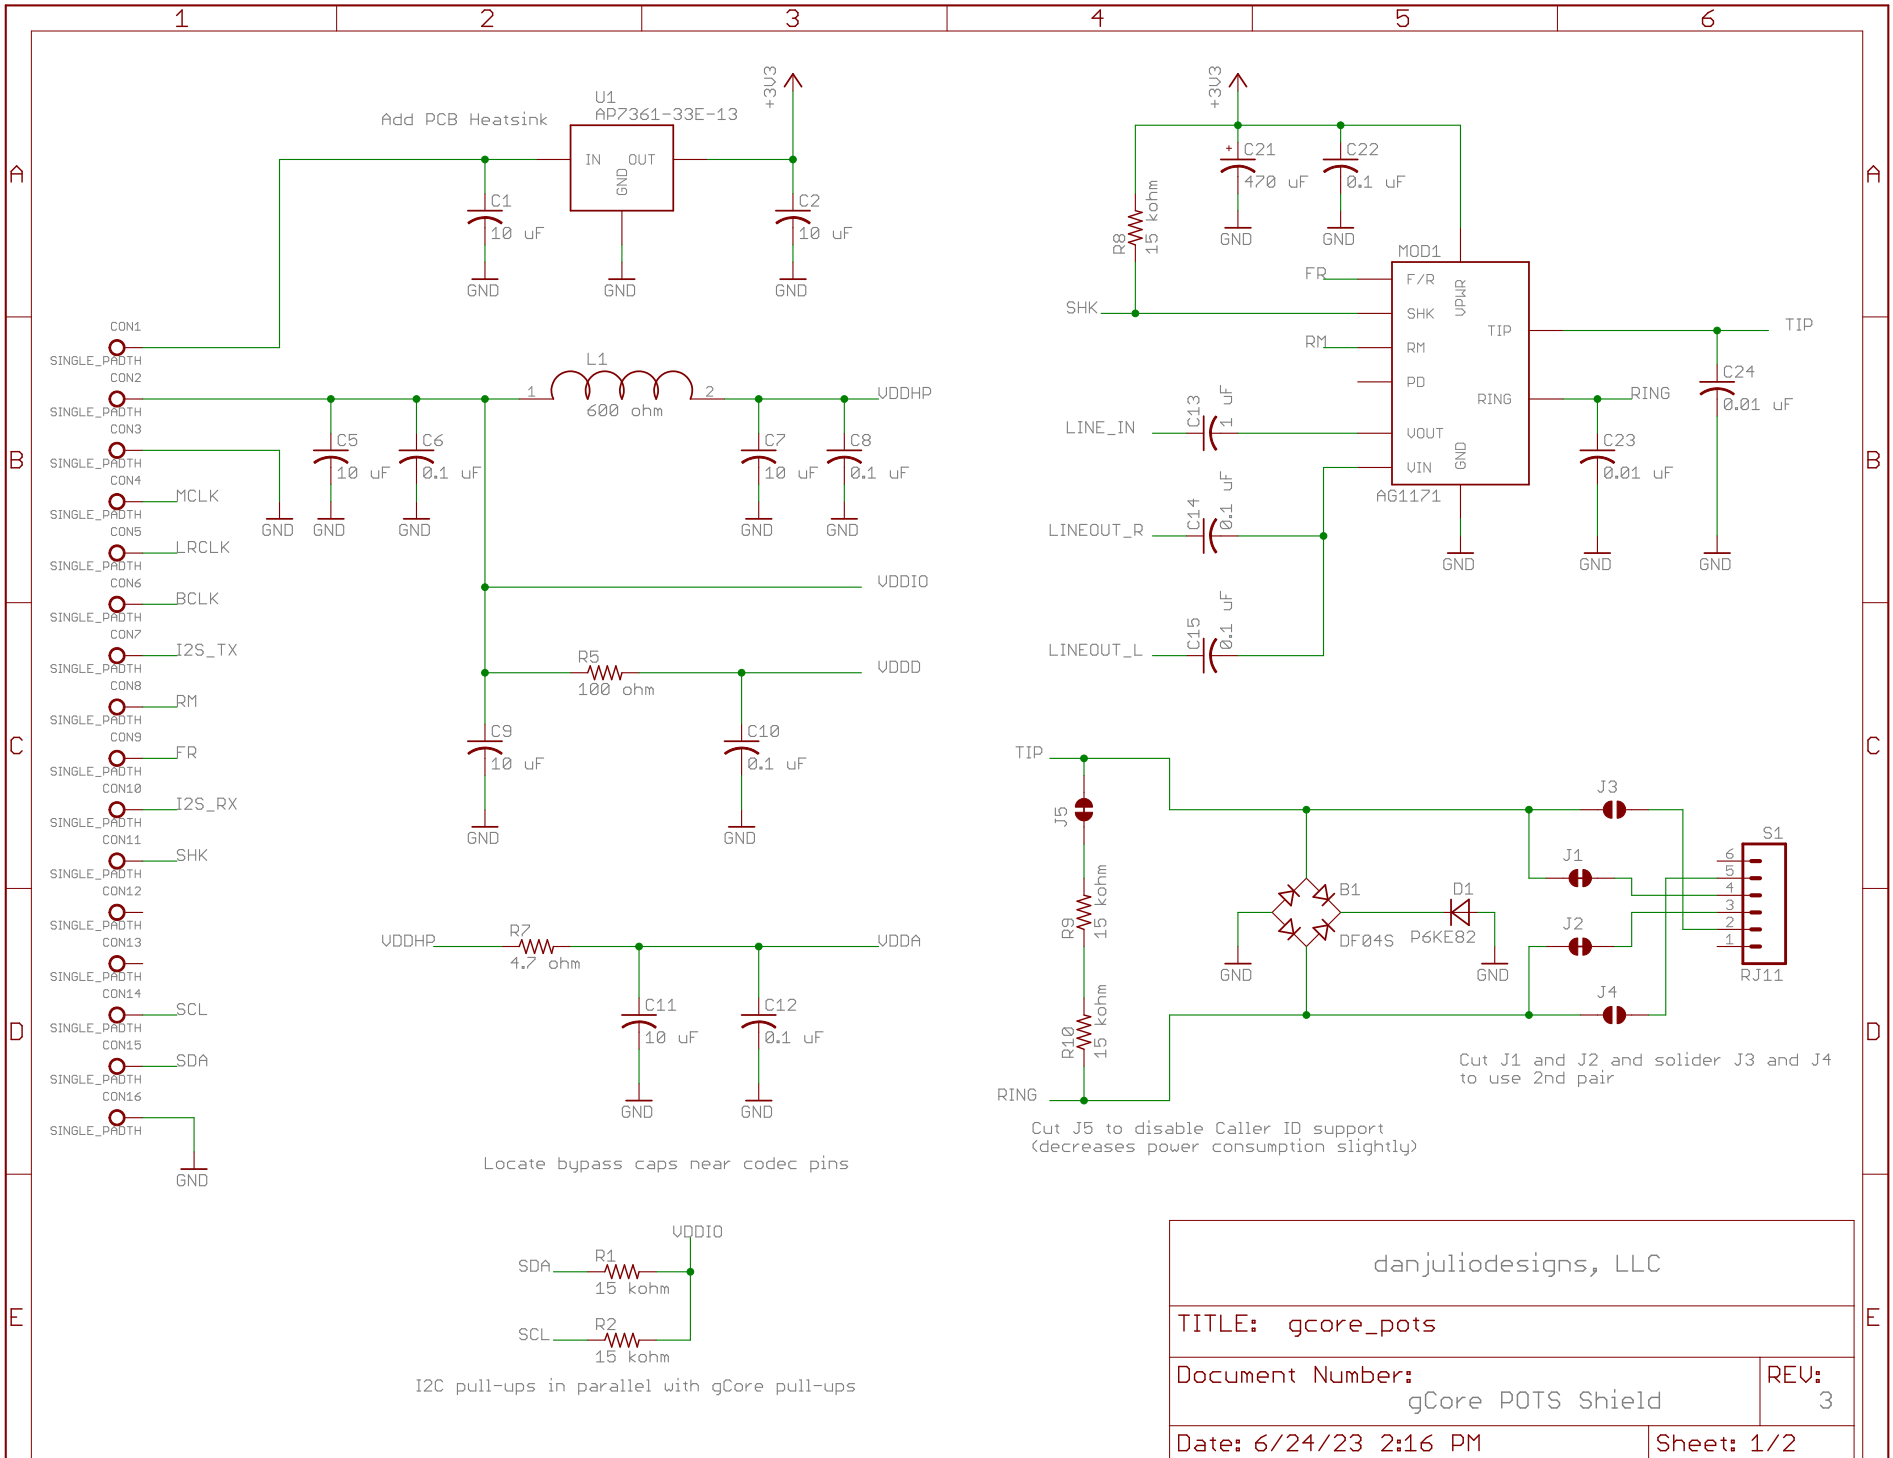 1 2 3 4 5 6
A
B
C
D
E
A
B
C
D
E
Add PCB Heatsink
U1
AP7361-33E-13
IN OUT
GND
+3V3
C1
10 uF
GND
GND
C2
10 uF
GND
CON1
SINGLE_PADTH
CON2
SINGLE_PADTH
CON3
SINGLE_PADTH
CON4
MCLK
SINGLE_PADTH
CON5
LRCLK
SINGLE_PADTH
CON6
BCLK
SINGLE_PADTH
CON7
I2S_TX
SINGLE_PADTH
CON8
RM
SINGLE_PADTH
CON9
FR
SINGLE_PADTH
CON10
I2S_RX
SINGLE_PADTH
CON11
SHK
SINGLE_PADTH
CON12
SINGLE_PADTH
CON13
SINGLE_PADTH
CON14
SCL
SINGLE_PADTH
CON15
SDA
SINGLE_PADTH
CON16
SINGLE_PADTH
GND
GND
L1
1 2
600 ohm
VDDHP
C5
10 uF
GND
C6
0.1 uF
GND
C7
10 uF
GND
C8
0.1 uF
GND
VDDIO
R5
100 ohm
VDDD
C9
10 uF
GND
C10
0.1 uF
GND
VDDHP
R7
4.7 ohm
VDDA
C11
10 uF
GND
C12
0.1 uF
GND
Locate bypass caps near codec pins
VDDIO
SDA
R1
15 kohm
SCL
R2
15 kohm
I2C pull-ups in parallel with gCore pull-ups
+3V3
+
C21
470 uF
GND
C22
0.1 uF
GND
R8
15 kohm
MOD1
FR
F/R
SHK
SHK
RM
RM
PD
VOUT
VIN
VPWR
GND
TIP
RING
AG1171
GND
LINE_IN
C13
1 uF
LINEOUT_R
C14
0.1 uF
LINEOUT_L
C15
0.1 uF
TIP
RING
C24
0.01 uF
GND
C23
0.01 uF
GND
TIP
J5
R9
15 kohm
R10
15 kohm
RING
B1
DF04S
GND
D1
P6KE82
GND
J3
J1
J2
J4
S1
6
5
4
3
2
1
RJ11
Cut J1 and J2 and solider J3 and J4
to use 2nd pair
Cut J5 to disable Caller ID support
(decreases power consumption slightly)
danjuliodesigns, LLC
TITLE: gcore_pots
Document Number:
gCore POTS Shield
REV:
3
Date: 6/24/23 2:16 PM
Sheet: 1/2